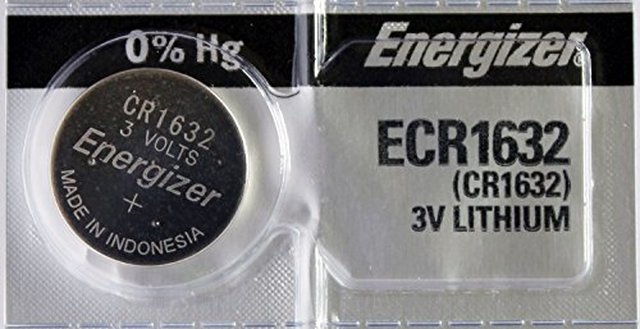 0% Hg
CR1632
3 VOLTS
Energizer
+
MADE IN INDONESIA
Energizer®
ECR1632
(CR1632)
3V LITHIUM